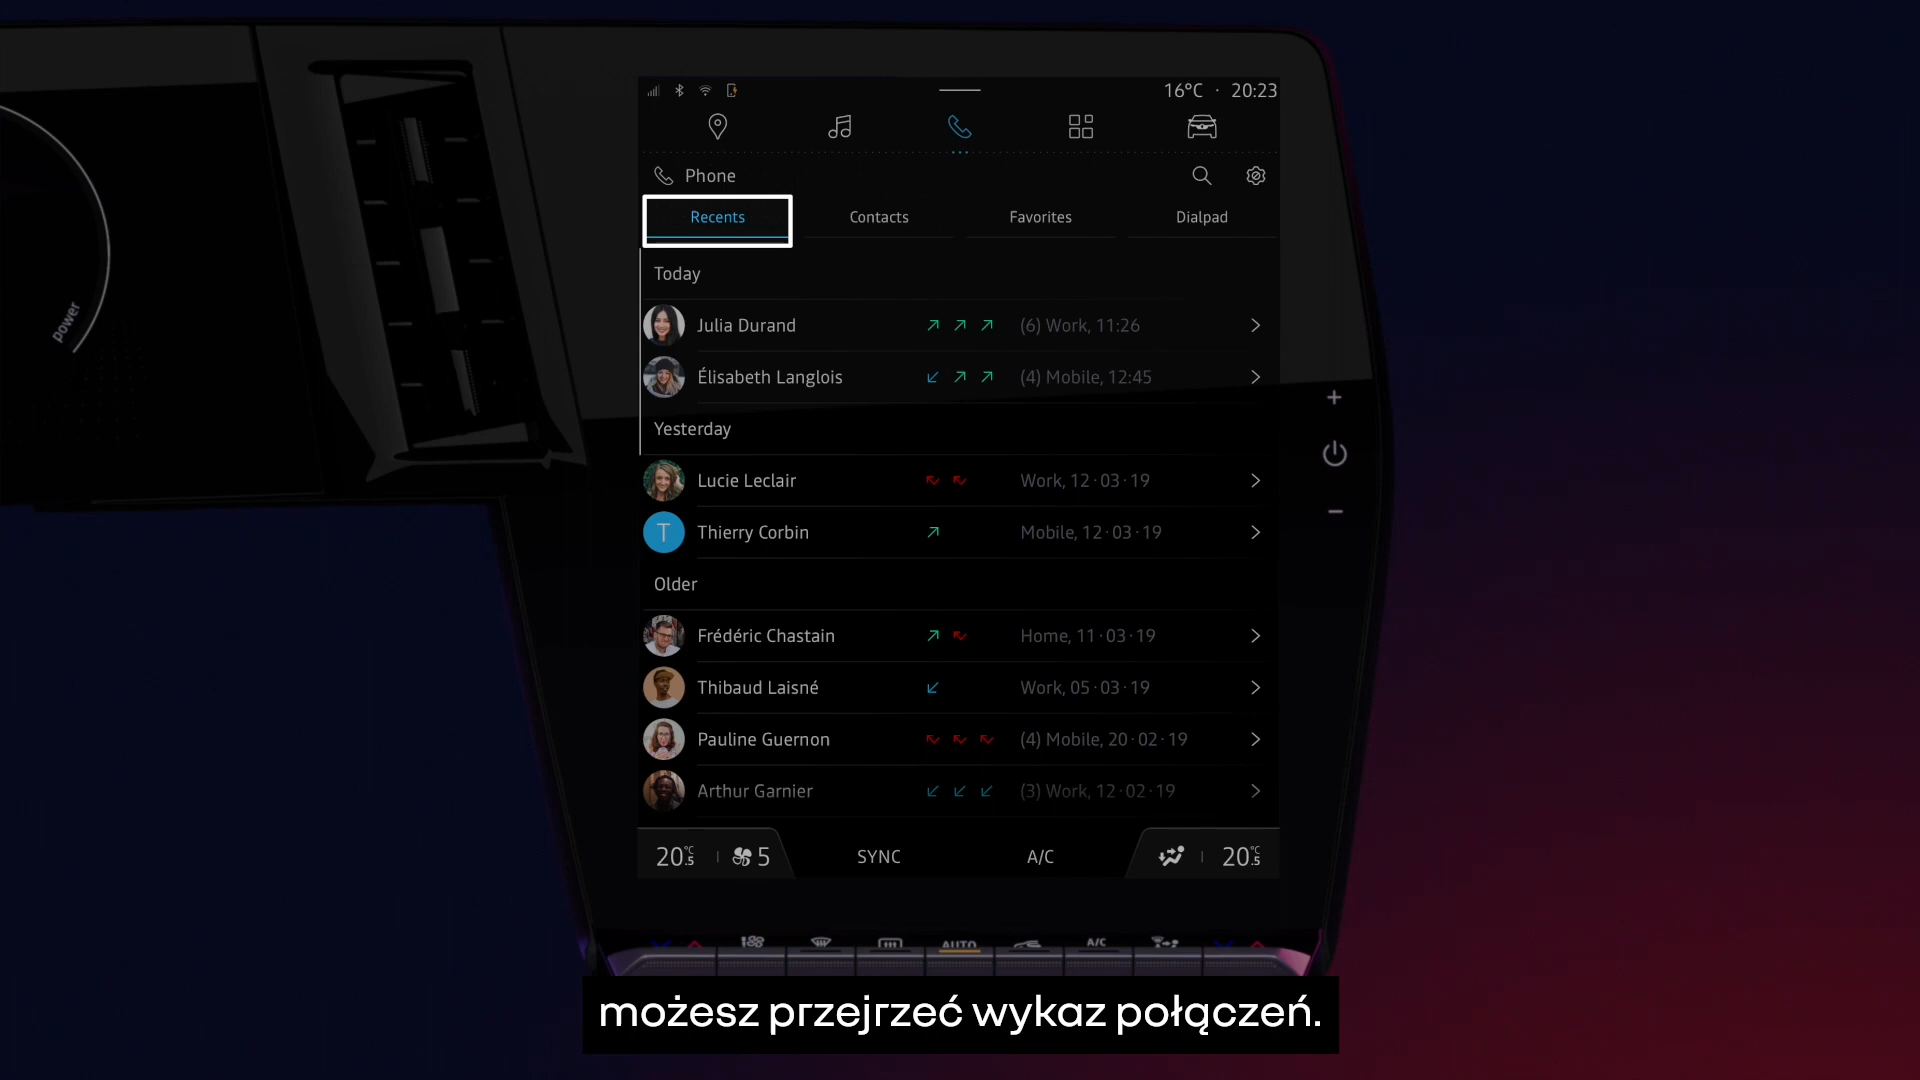 16°C · 20:23
power
Phone
Recents Contacts Favorites Dialpad
Today
Julia Durand (6) Work, 11:26
Élisabeth Langlois (4) Mobile, 12:45
Yesterday
Lucie Leclair Work, 12·03·19
T Thierry Corbin Mobile, 12·03·19
Older
Frédéric Chastain Home, 11·03·19
Thibaud Laisné Work, 05·03·19
Pauline Guernon (4) Mobile, 20·02·19
Arthur Garnier (3) Work, 12·02·19
20.5°C 5 SYNC A/C 20.5°C
AUTO A/C
możesz przejrzeć wykaz połączeń.